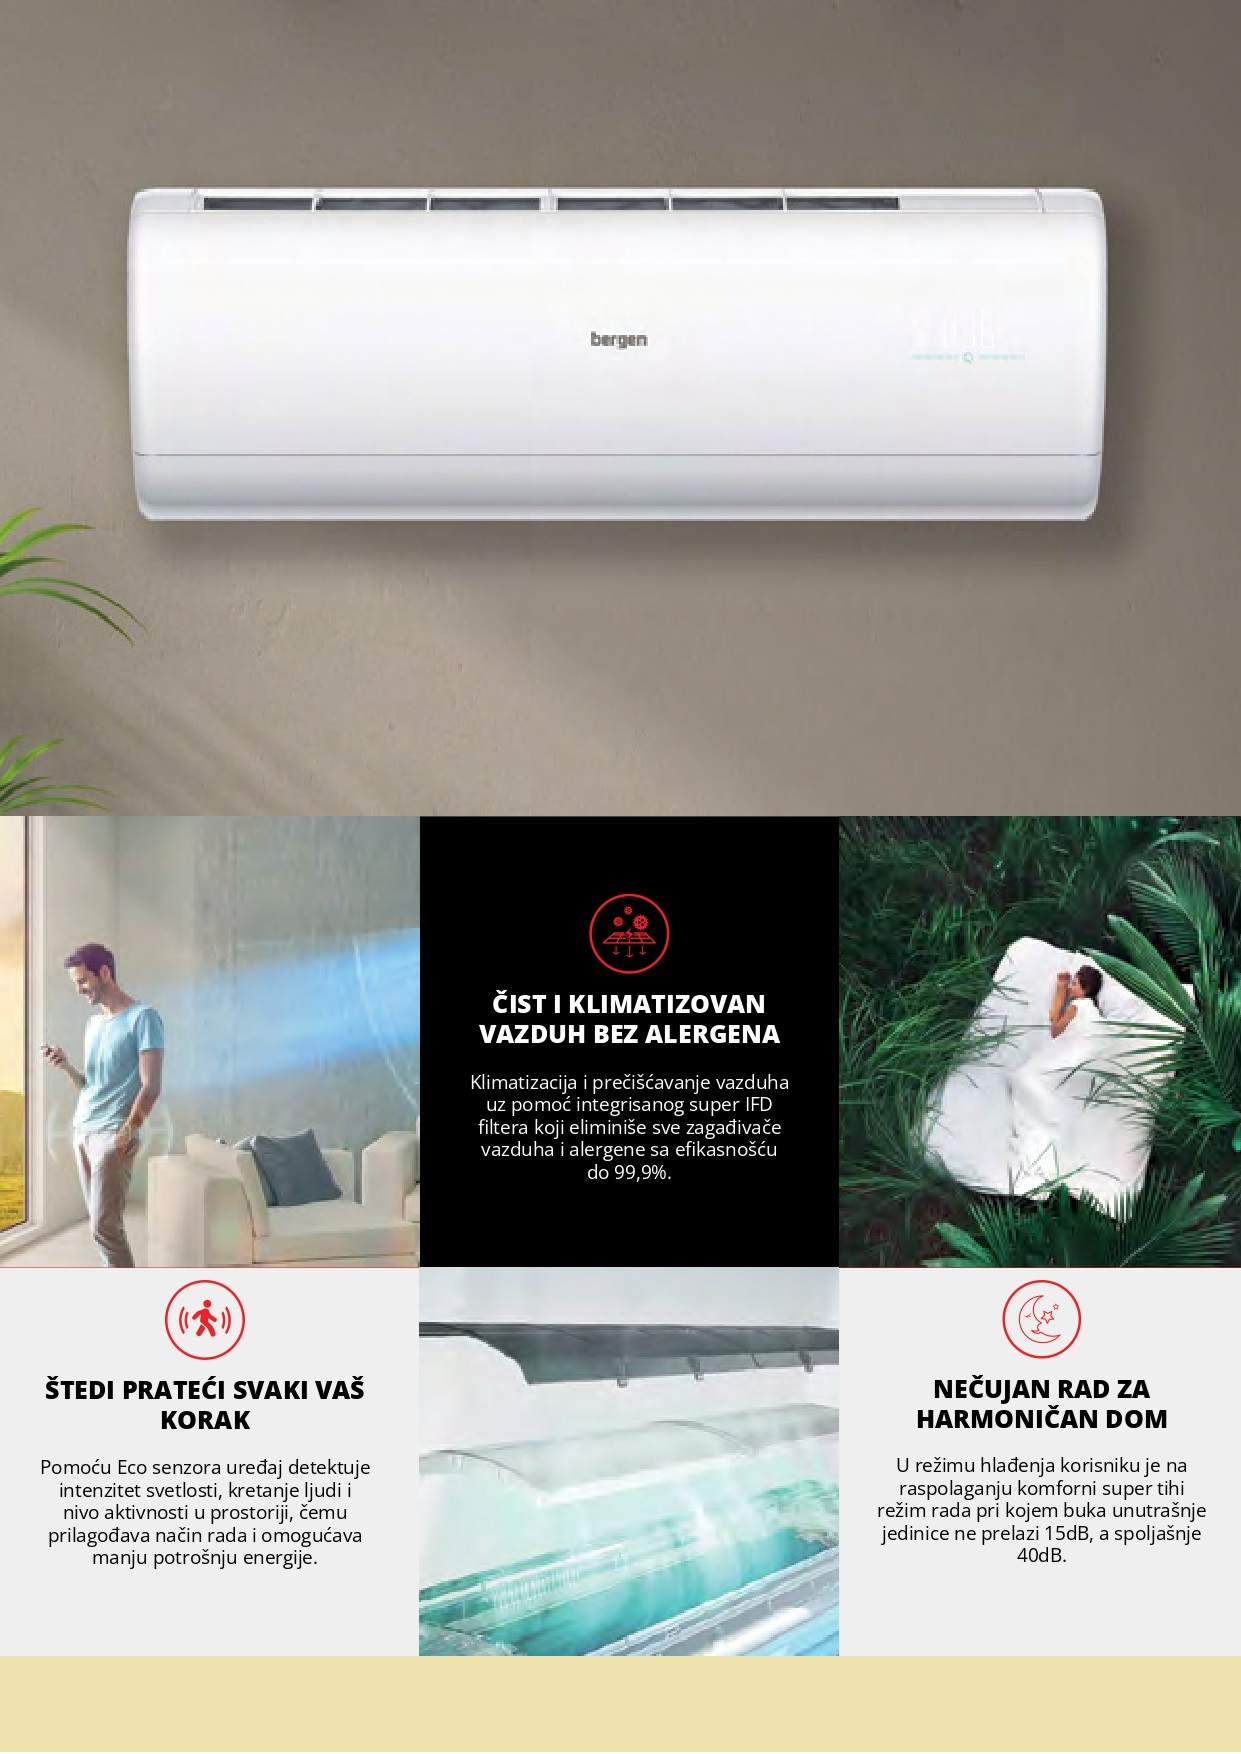 bergen
ČIST I KLIMATIZOVAN
VAZDUH BEZ ALERGENA
Klimatizacija i prečišćavanje vazduha
uz pomoć integrisanog super IFD
filtera koji eliminiše sve zagađivače
vazduha i alergene sa efikasnošću
do 99,9%.
ŠTEDI PRATEĆI SVAKI VAŠ
KORAK
Pomoću Eco senzora uređaj detektuje
intenzitet svetlosti, kretanje ljudi i
nivo aktivnosti u prostoriji, čemu
prilagođava način rada i omogućava
manju potrošnju energije.
NEČUJAN RAD ZA
HARMONIČAN DOM
U režimu hlađenja korisniku je na
raspolaganju komforni super tihi
režim rada pri kojem buka unutrašnje
jedinice ne prelazi 15dB, a spoljašnje
40dB.